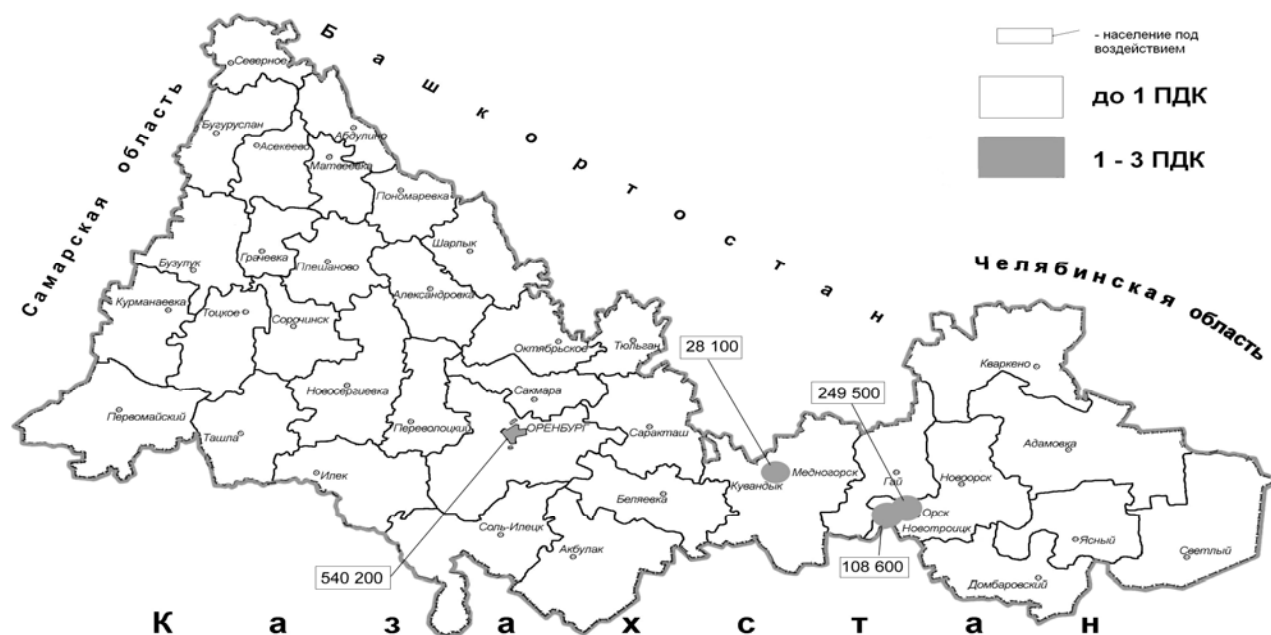 - население под
воздействием
до 1 ПДК
1 - 3 ПДК
Башкортостан
Самарская область
Челябинская область
Казахстан
Северное
Бугуруслан
Абдулино
Асекеево
Матвеевка
Пономаревка
Шарлык
Грачевка
Плешаново
Бузулук
Александровка
Курманаевка
Тоцкое
Сорочинск
Октябрьское
Тюльган
28 100
249 500
Кваркено
Новосергиевка
Сакмара
Первомайский
Ташла
Переволоцкий
ОРЕНБУРГ
Саракташ
Адамовка
Илек
Медногорск
Кувандык
Гай
Новоорск
Беляевка
Орск
Новотроицк
Соль-Илецк
Акбулак
Ясный
Светлый
540 200
108 600
Домбаровский